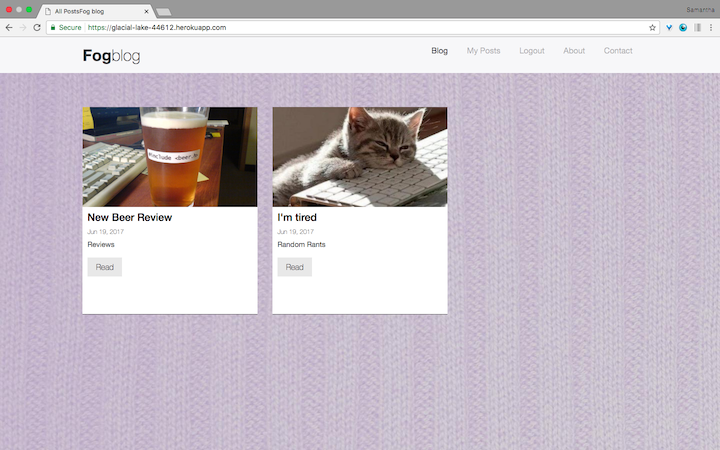 All PostsFog blog
Samantha
Secure
https://glacial-lake-44612.herokuapp.com
Fogblog
Blog
My Posts
Logout
About
Contact
#include <beer.h>
New Beer Review
Jun 19, 2017
Reviews
Read
I'm tired
Jun 19, 2017
Random Rants
Read